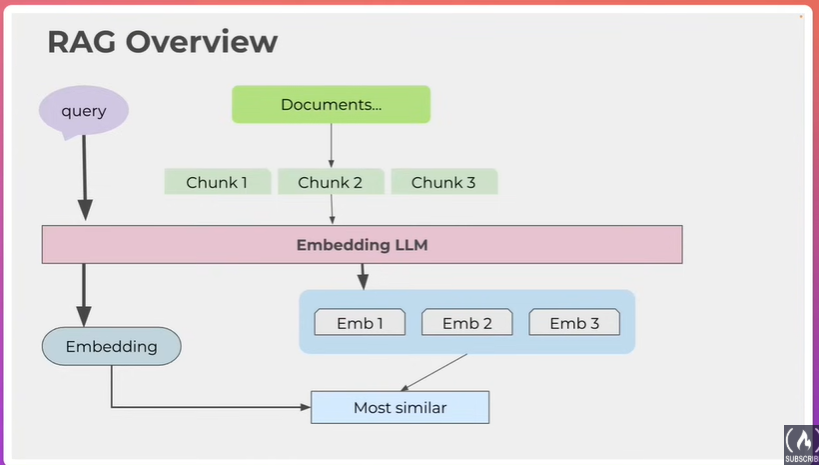 RAG Overview
query
Documents...
Chunk 1
Chunk 2
Chunk 3
Embedding LLM
Emb 1
Emb 2
Emb 3
Embedding
Most similar
SUBSCRIB